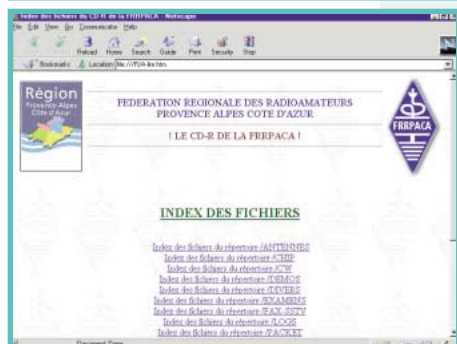 Index des fichiers du CD-R de la FRRPACA - Netscape
File Edit View Go Communicator Help
Reload Home Search Guide Print Security Stop
Bookmarks Location
Région
Provence Alpes
Côte d'Azur
FEDERATION REGIONALE DES RADIOAMATEURS
PROVENCE ALPES COTE D'AZUR
! LE CD-R DE LA FRRPACA !
FRRPACA
INDEX DES FICHIERS
Index des fichiers du répertoire /ANTENNES
Index des fichiers du répertoire /CHIP
Index des fichiers du répertoire /CW
Index des fichiers du répertoire /DEMOS
Index des fichiers du répertoire /DIVERS
Index des fichiers du répertoire /EXAMENS
Index des fichiers du répertoire /FAX-SSTV
Index des fichiers du répertoire /LOGS
Index des fichiers du répertoire /PACKET
Document Done